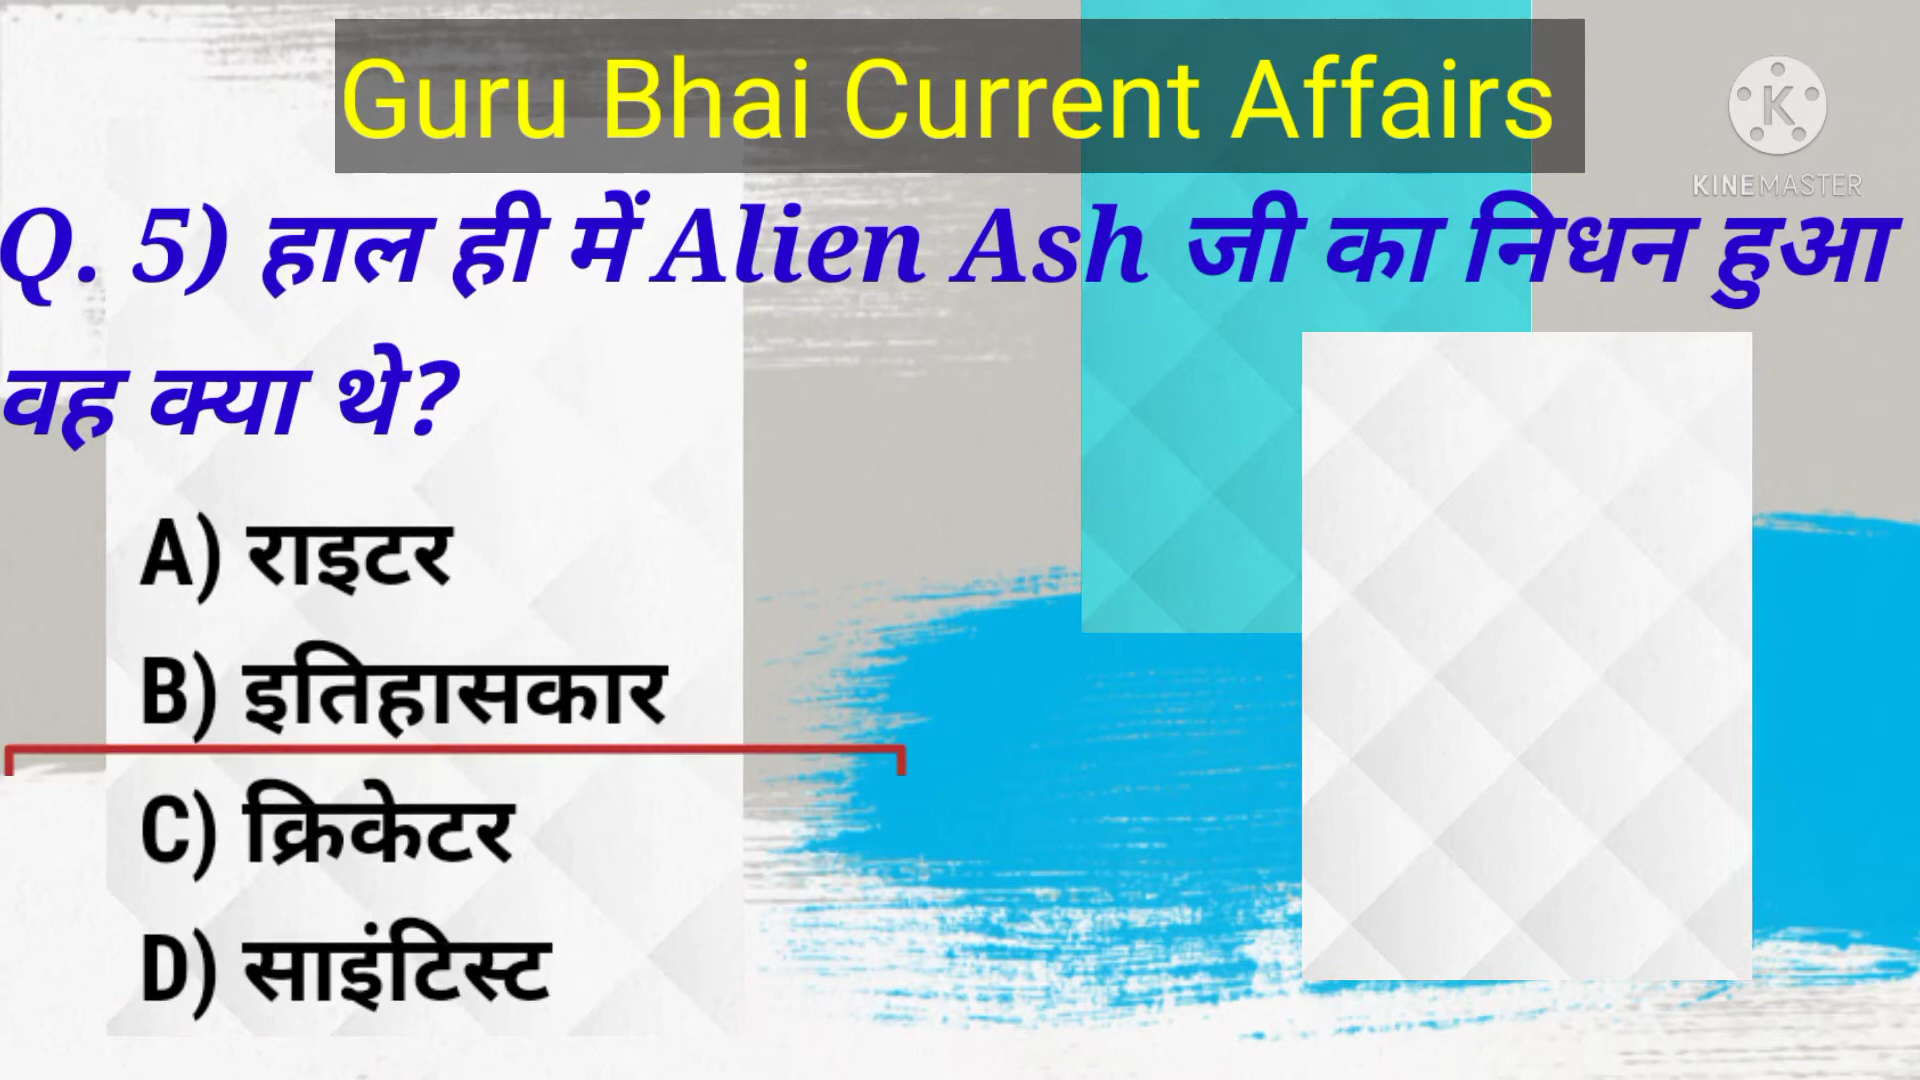 Guru Bhai Current Affairs
K
KINEMASTER
Q. 5) हाल ही में Alien Ash जी का निधन हुआ
वह क्या थे?
A) राइटर
B) इतिहासकार
C) क्रिकेटर
D) साइंटिस्ट